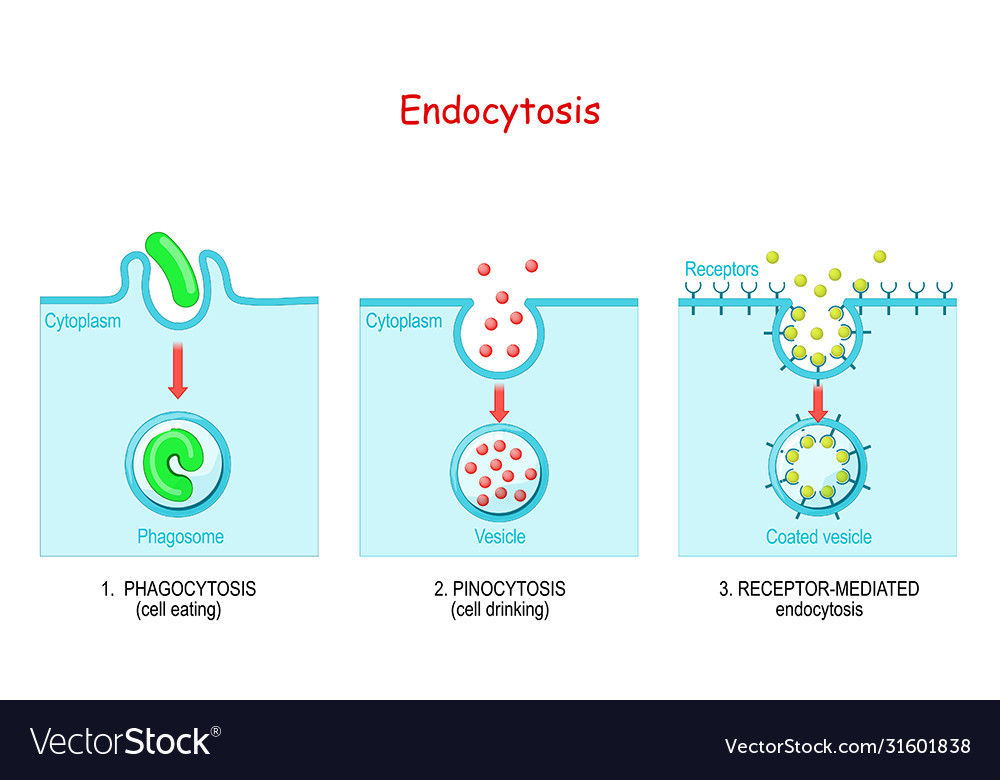 Endocytosis
Receptors
Cytoplasm
Cytoplasm
Phagosome
Vesicle
Coated vesicle
1. PHAGOCYTOSIS
(cell eating)
2. PINOCYTOSIS
(cell drinking)
3. RECEPTOR-MEDIATED
endocytosis
VectorStock®
VectorStock.com/31601838